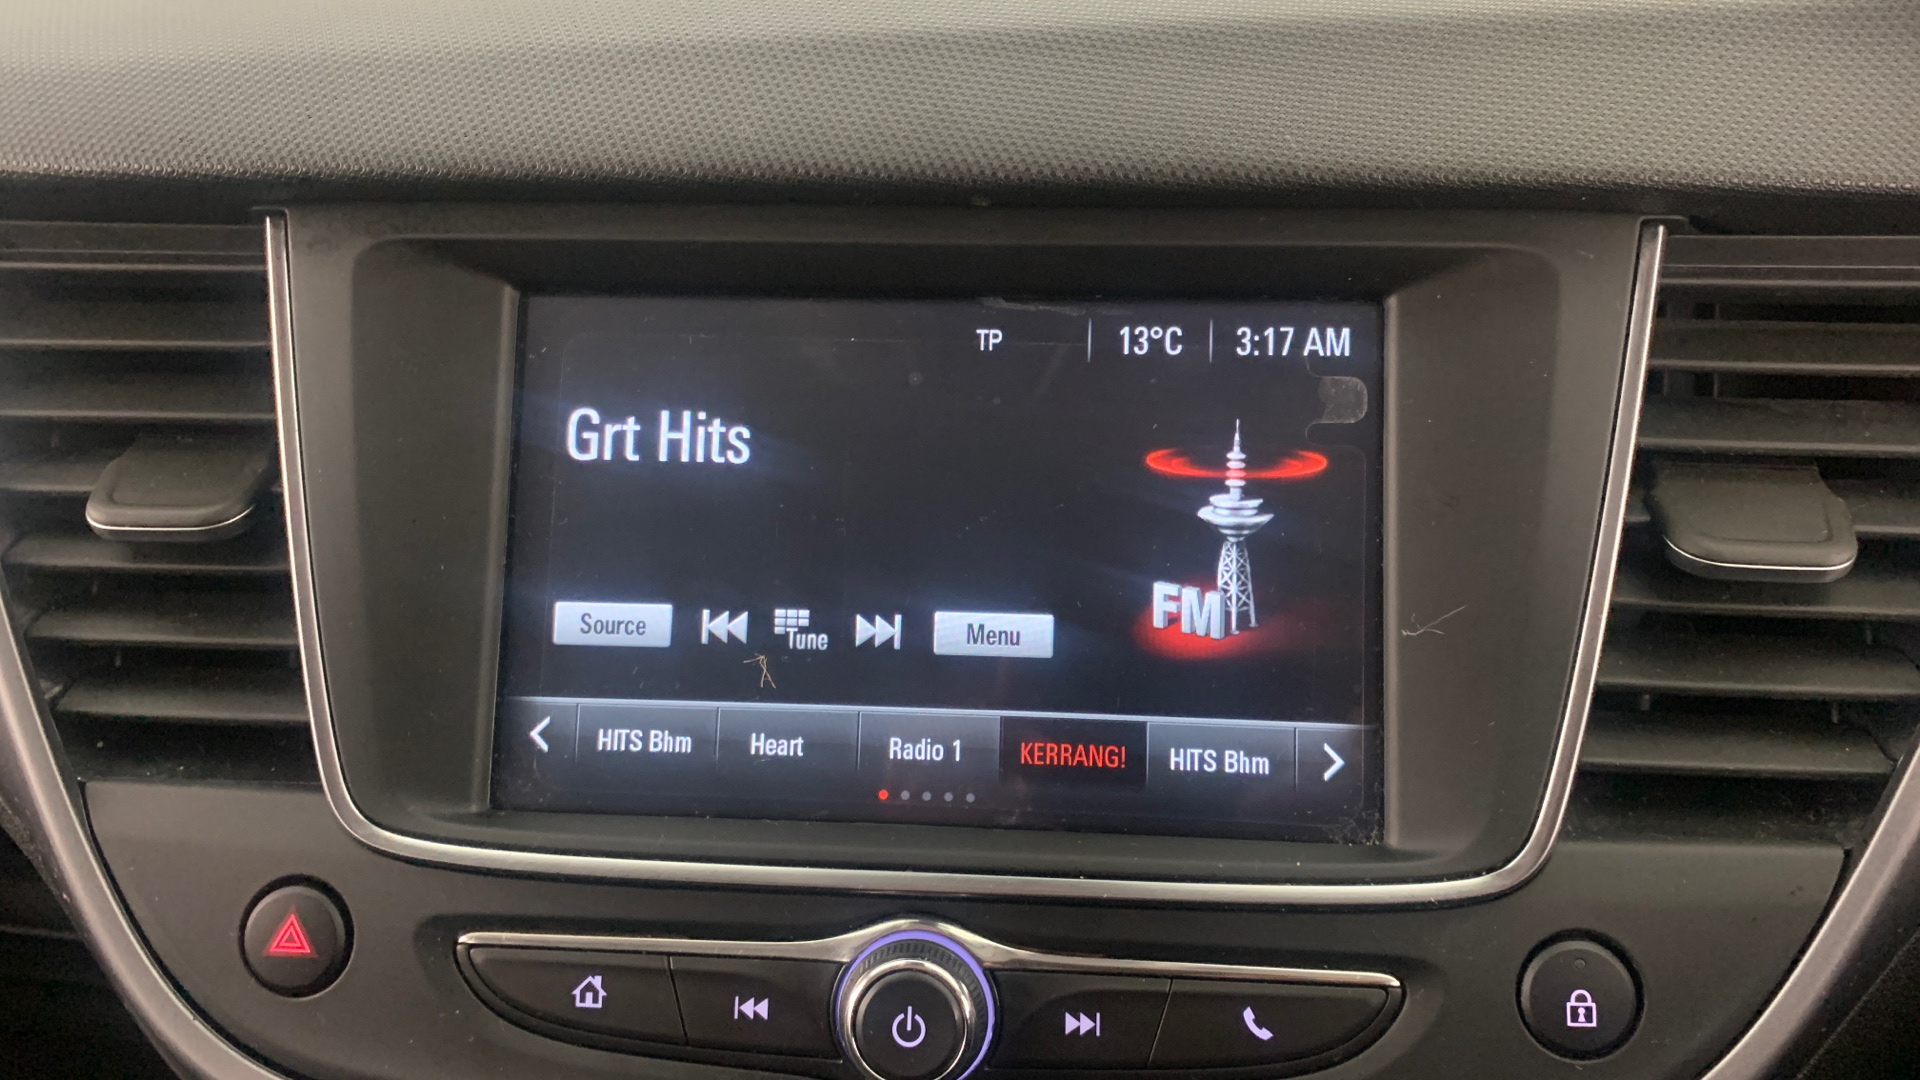 TP 13°C 3:17 AM
Grt Hits
FM
Source Tune Menu
HITS Bhm Heart Radio 1 KERRANG! HITS Bhm